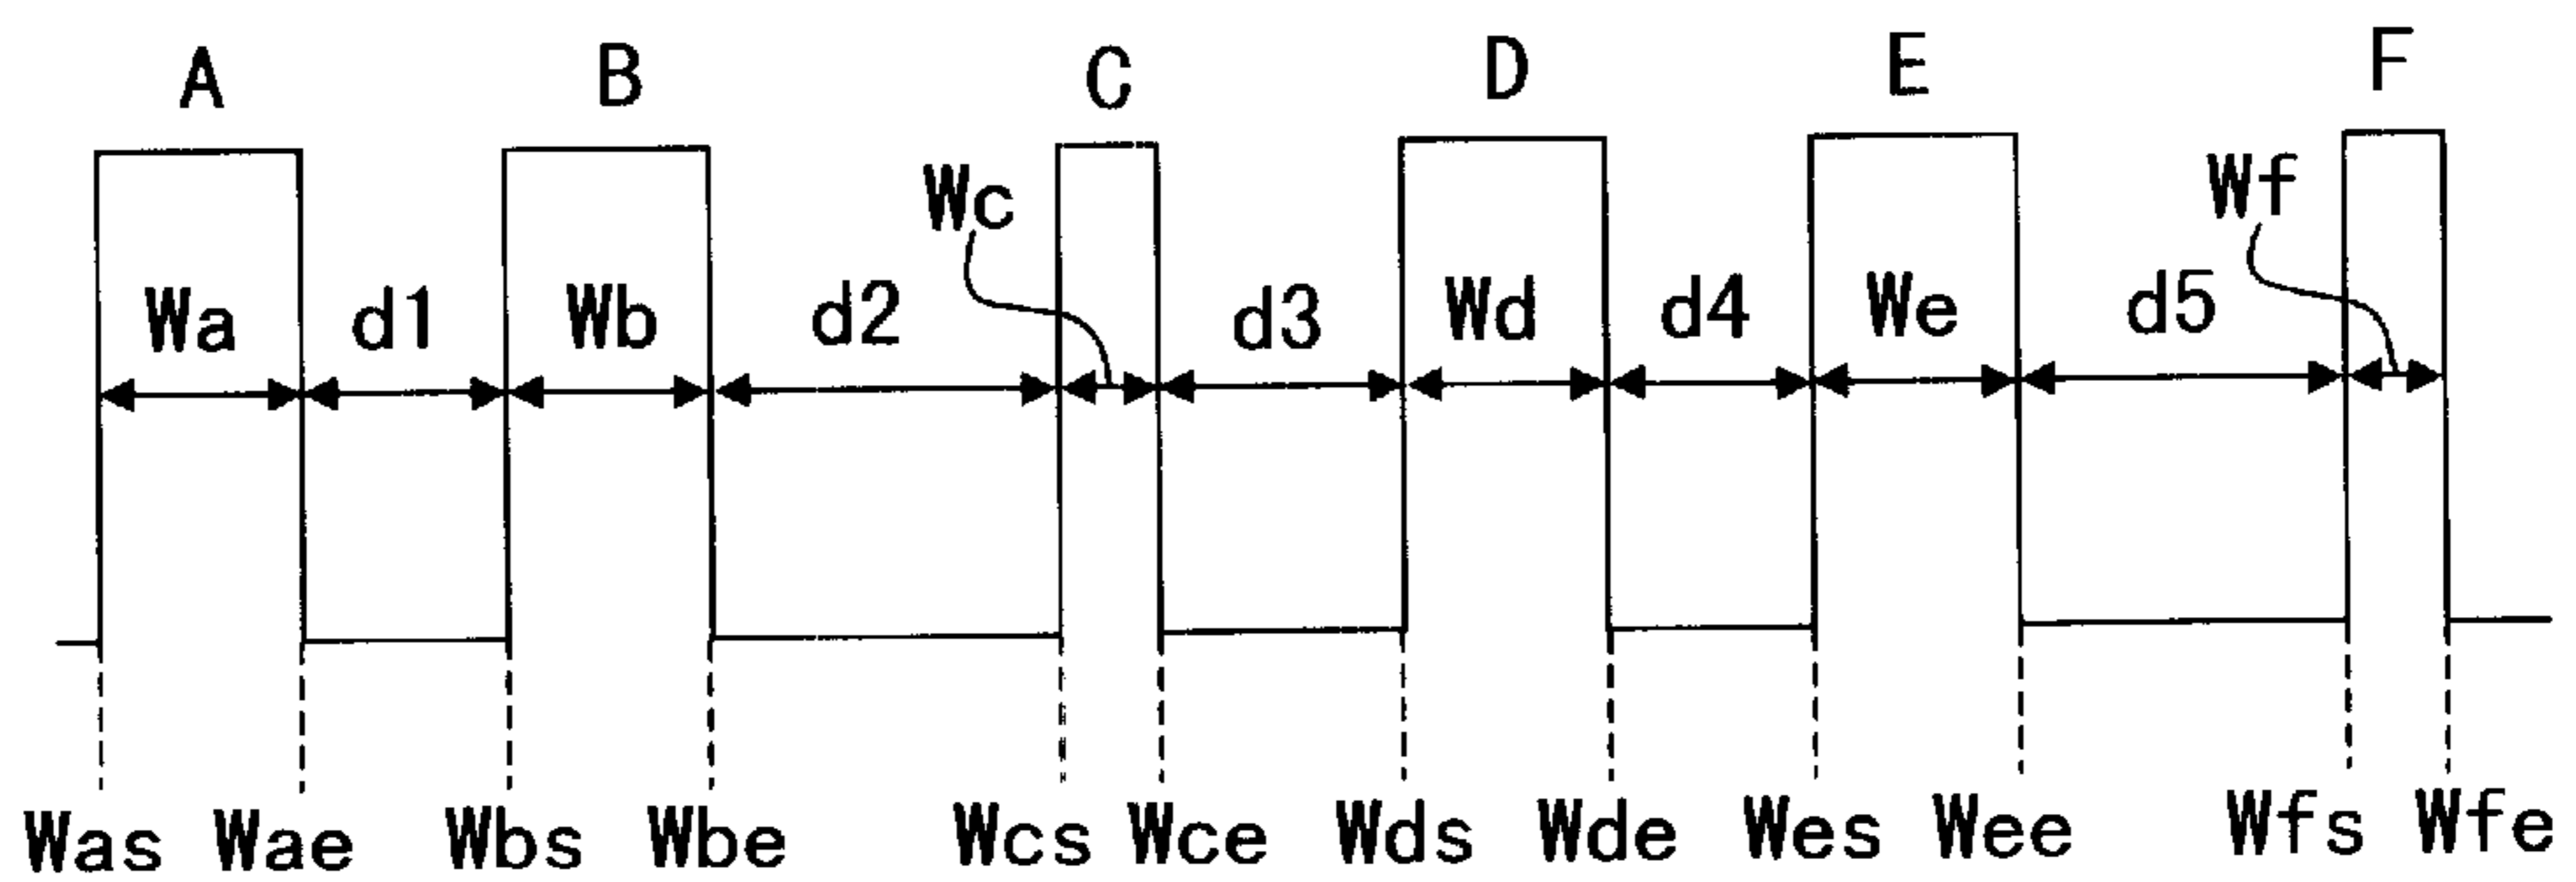 A B C D E F
Wc Wf
Wa d1 Wb d2 d3 Wd d4 We d5
Was Wae Wbs Wbe Wcs Wce Wds Wde Wes Wee Wfs Wfe